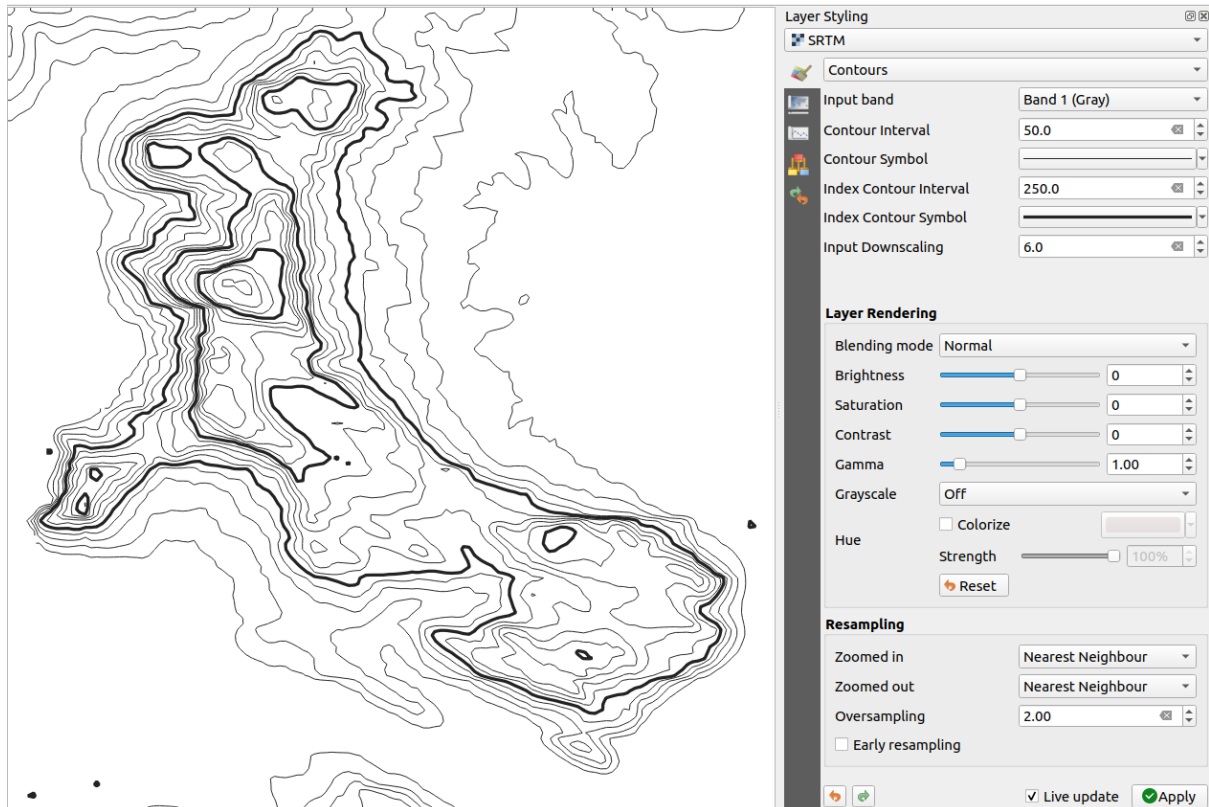 Layer Styling
SRTM
Contours
Input band Band 1 (Gray)
Contour Interval 50.0
Contour Symbol
Index Contour Interval 250.0
Index Contour Symbol
Input Downscaling 6.0
Layer Rendering
Blending mode Normal
Brightness 0
Saturation 0
Contrast 0
Gamma 1.00
Grayscale Off
Colorize
Hue
Strength 100%
Reset
Resampling
Zoomed in Nearest Neighbour
Zoomed out Nearest Neighbour
Oversampling 2.00
Early resampling
Live update Apply